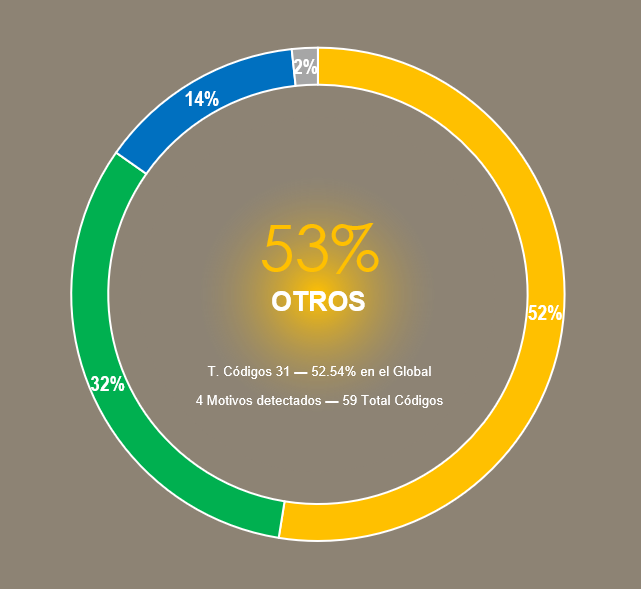 2%
14%
53%
OTROS
52%
T. Códigos 31 — 52.54% en el Global
32%
4 Motivos detectados — 59 Total Códigos